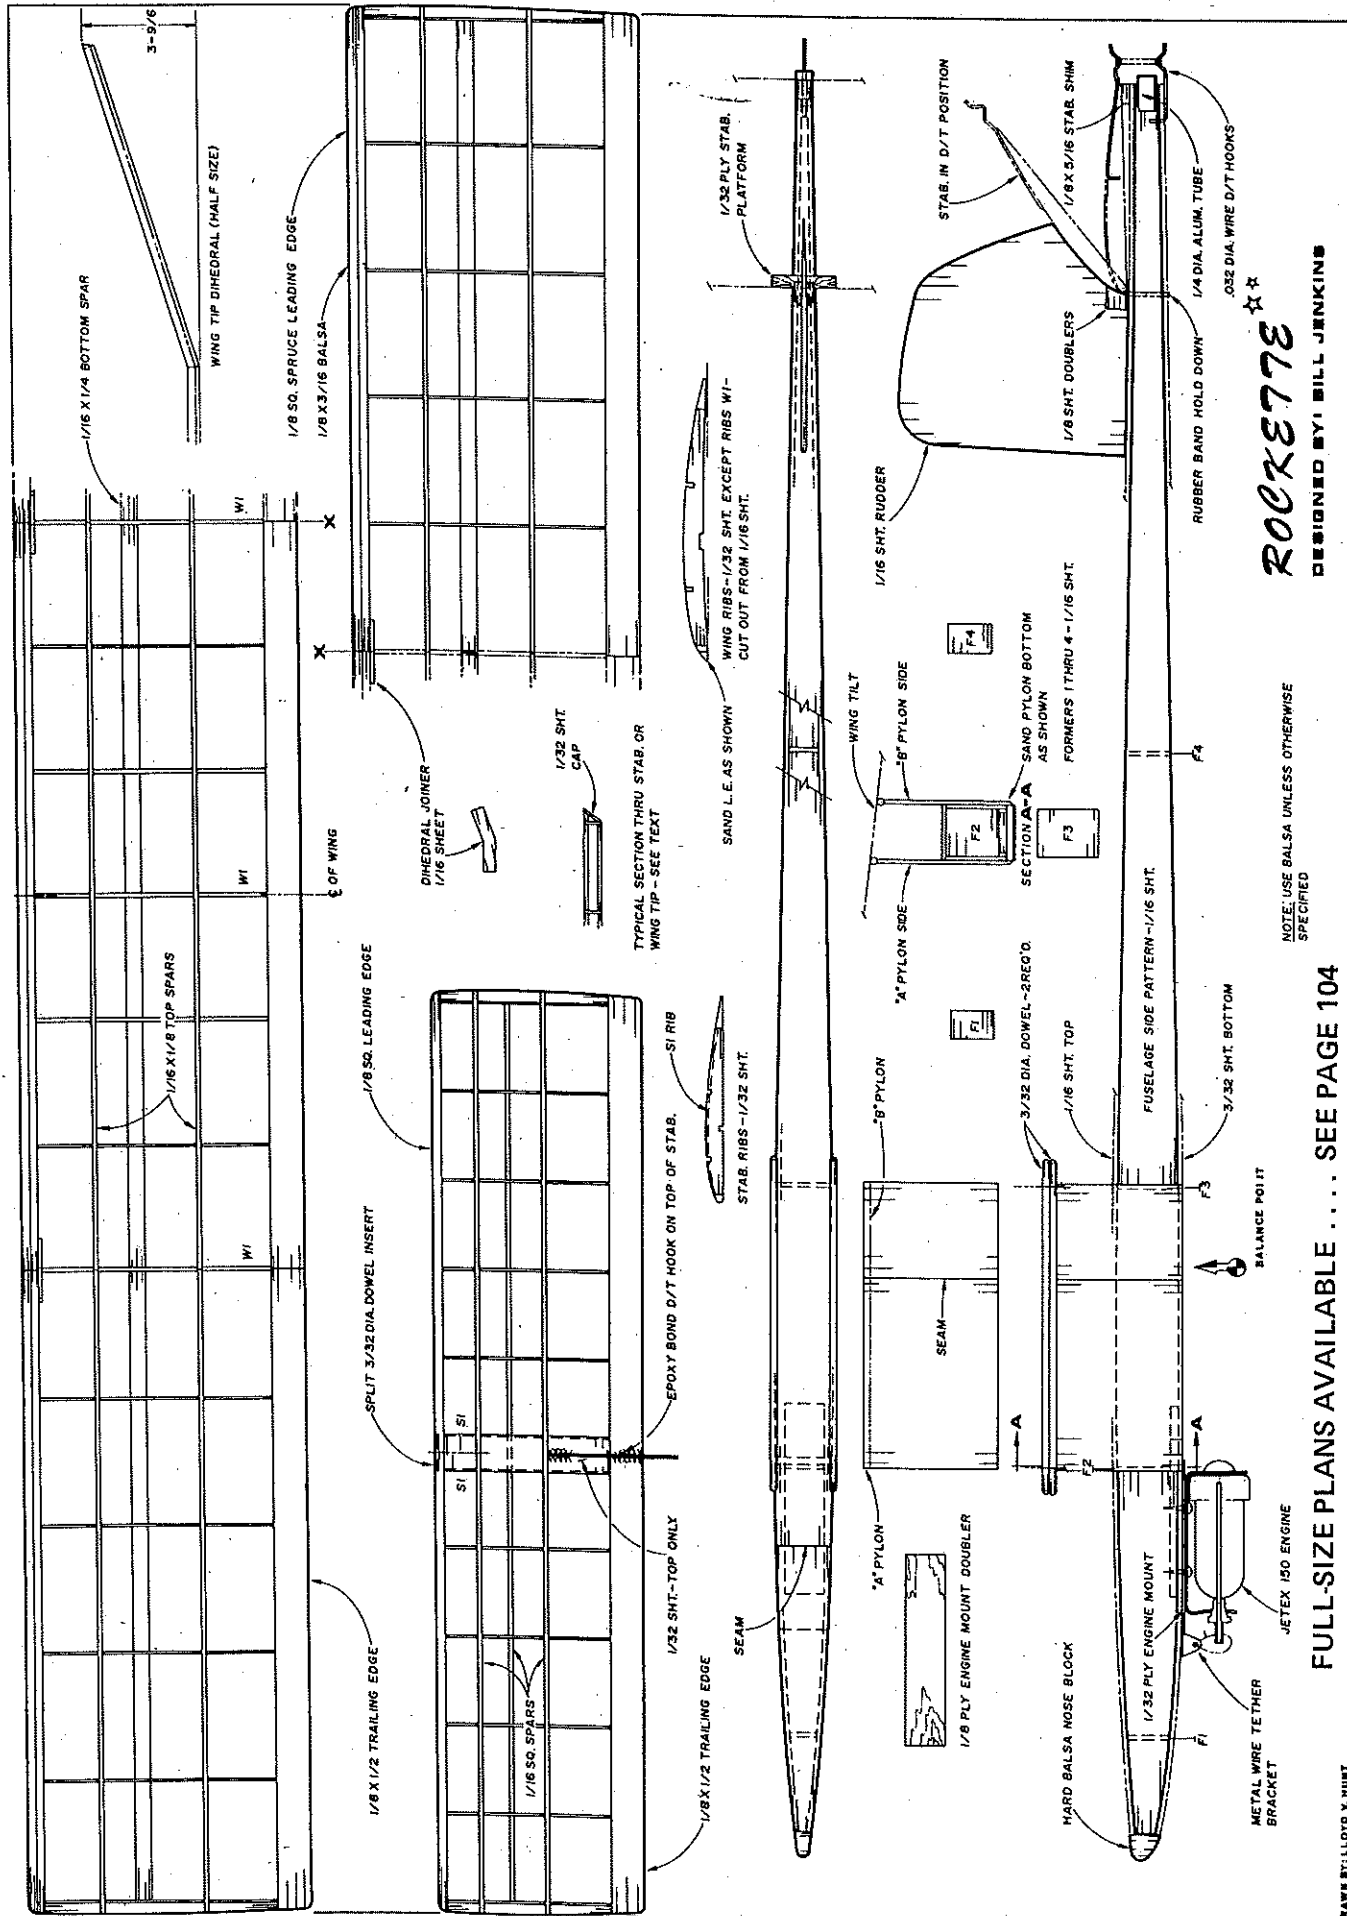 3-9/6
WING TIP DIHEDRAL (HALF SIZE)
1/16 X 1/4 BOTTOM SPAR
W1
X
1/16 X 1/8 TOP SPARS
W1
℄ OF WING
W1
1/8 X 1/2 TRAILING EDGE
1/8 SQ. SPRUCE LEADING EDGE
1/8 X 3/16 BALSA
X
DIHEDRAL JOINER
1/16 SHEET
1/32 SHT.
CAP
TYPICAL SECTION THRU STAB. OR
WING TIP - SEE TEXT
1/8 SQ. LEADING EDGE
SPLIT 3/32 DIA. DOWEL INSERT
S1
S1
EPOXY BOND D/T HOOK ON TOP OF STAB.
1/32 SHT.-TOP ONLY
1/16 SQ. SPARS
1/8 X 1/2 TRAILING EDGE
S1 RIB
STAB. RIBS-1/32 SHT.
SAND L.E. AS SHOWN
WING RIBS-1/32 SHT. EXCEPT RIBS W1-
CUT OUT FROM 1/16 SHT.
1/32 PLY STAB.
PLATFORM
SEAM
"A" PYLON
"B" PYLON
SEAM
1/8 PLY ENGINE MOUNT DOUBLER
F1
"A" PYLON SIDE
"B" PYLON SIDE
WING TILT
F2
SAND PYLON BOTTOM
AS SHOWN
SECTION A-A
F3
F4
FORMERS 1 THRU 4-1/16 SHT.
1/16 SHT. RUDDER
1/8 SHT. DOUBLERS
STAB. IN D/T POSITION
1/8 X 5/16 STAB. SHIM
1/4 DIA. ALUM. TUBE
.032 DIA. WIRE D/T HOOKS
RUBBER BAND HOLD DOWN
3/32 DIA. DOWEL-2 REQ'D.
1/16 SHT. TOP
FUSELAGE SIDE PATTERN-1/16 SHT.
3/32 SHT. BOTTOM
F4
F3
BALANCE POINT
A
A
F2
HARD BALSA NOSE BLOCK
1/32 PLY ENGINE MOUNT
F1
METAL WIRE TETHER
BRACKET
JETEX 150 ENGINE
NOTE: USE BALSA UNLESS OTHERWISE
SPECIFIED
ROCKETTE
DESIGNED BY: BILL JENKINS
FULL-SIZE PLANS AVAILABLE . . . . SEE PAGE 104
DRAWN BY: LLOYD Y. HUNT